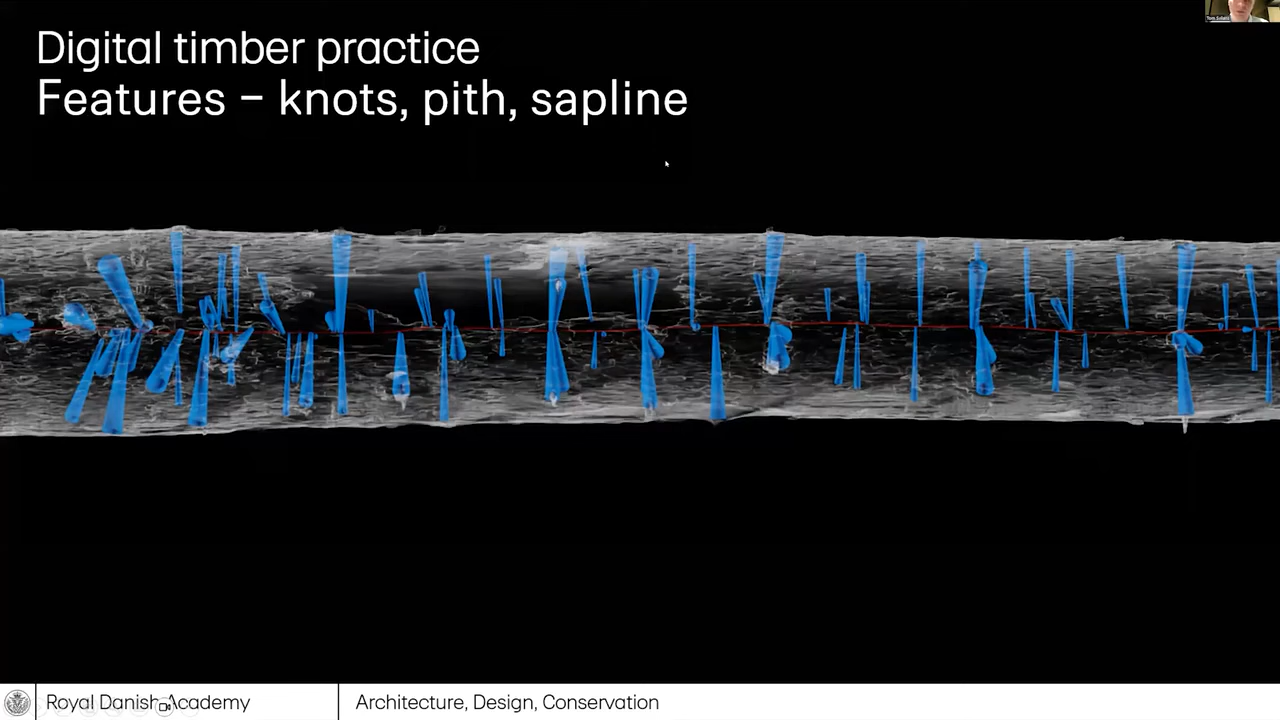 Digital timber practice
Features – knots, pith, sapline
Royal Danish Academy
Architecture, Design, Conservation